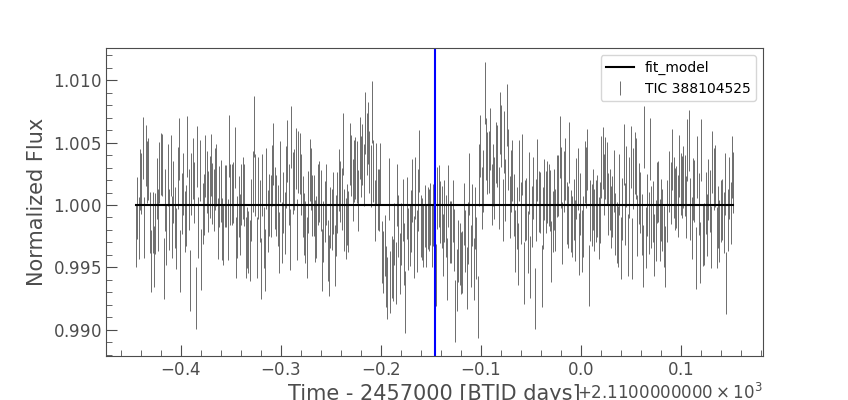 fit_model
TIC 388104525
Normalized Flux
1.010
1.005
1.000
0.995
0.990
−0.4 −0.3 −0.2 −0.1 0.0 0.1
Time - 2457000 [BTJD days]
+2.1100000000 × 10³